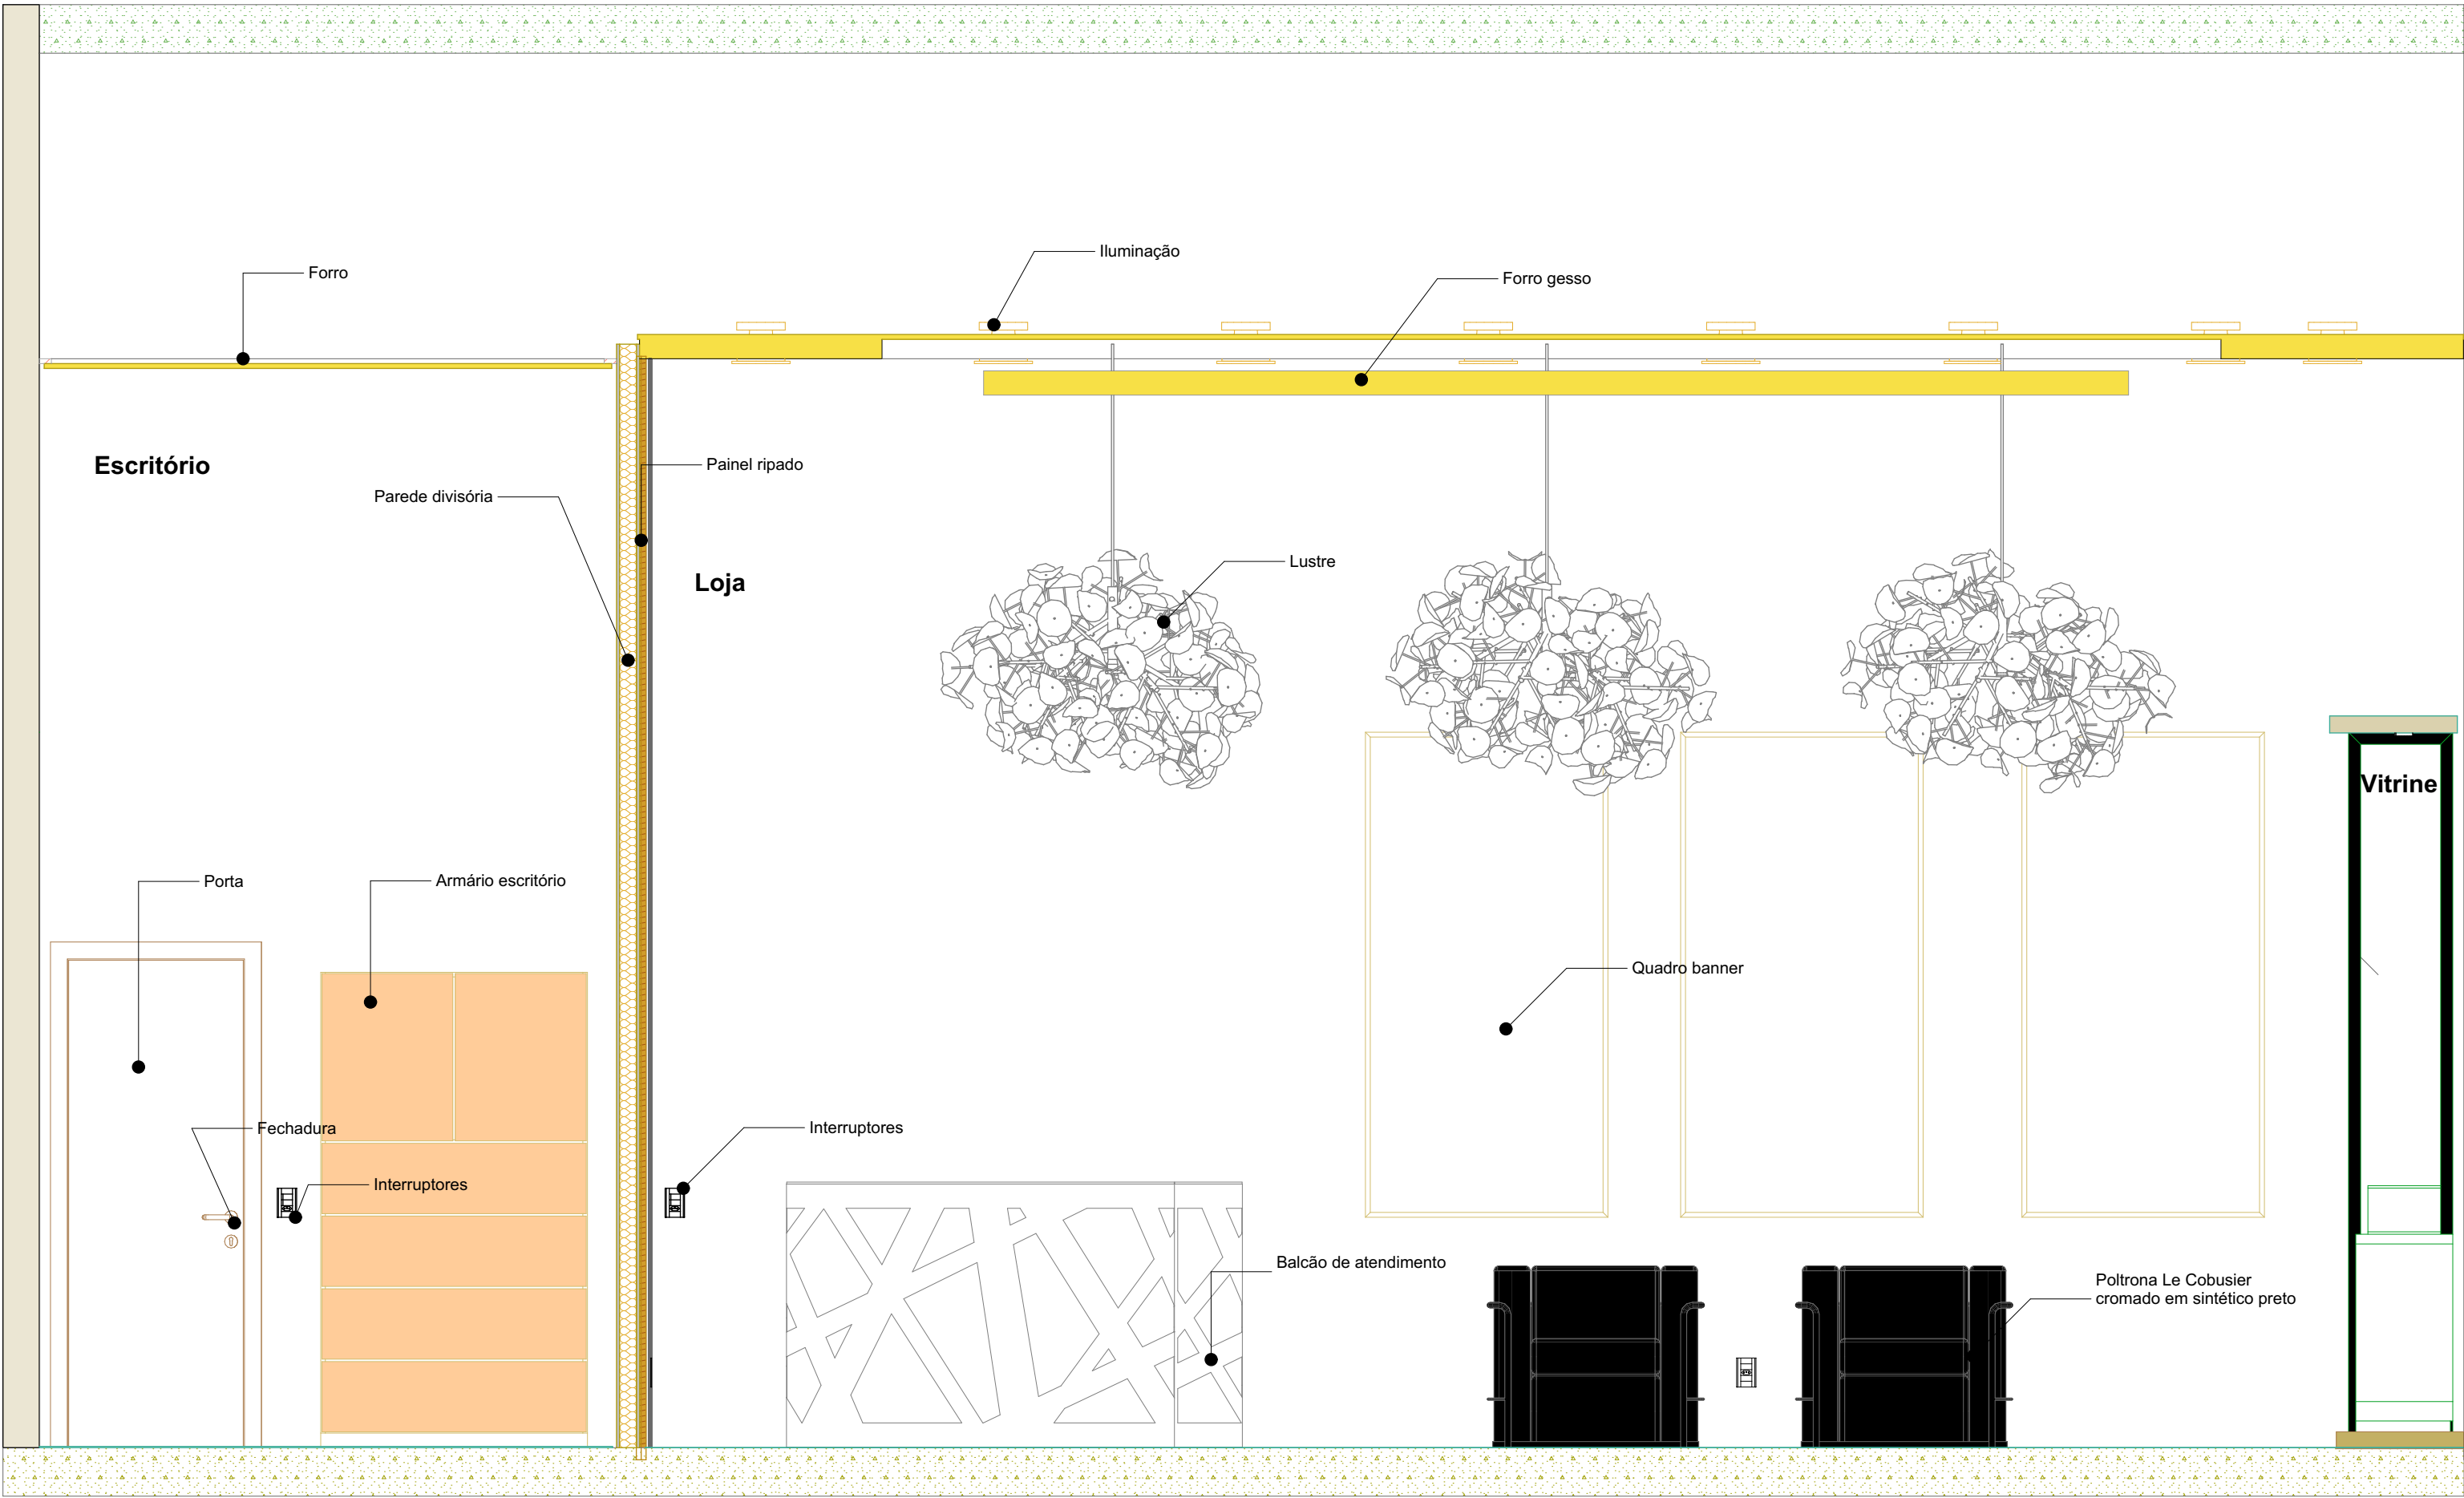 Iluminação
Forro
Forro gesso
Escritório
Painel ripado
Parede divisória
Lustre
Loja
Vitrine
Porta
Armário escritório
Quadro banner
Fechadura
Interruptores
Interruptores
Balcão de atendimento
Poltrona Le Cobusier
cromado em sintético preto